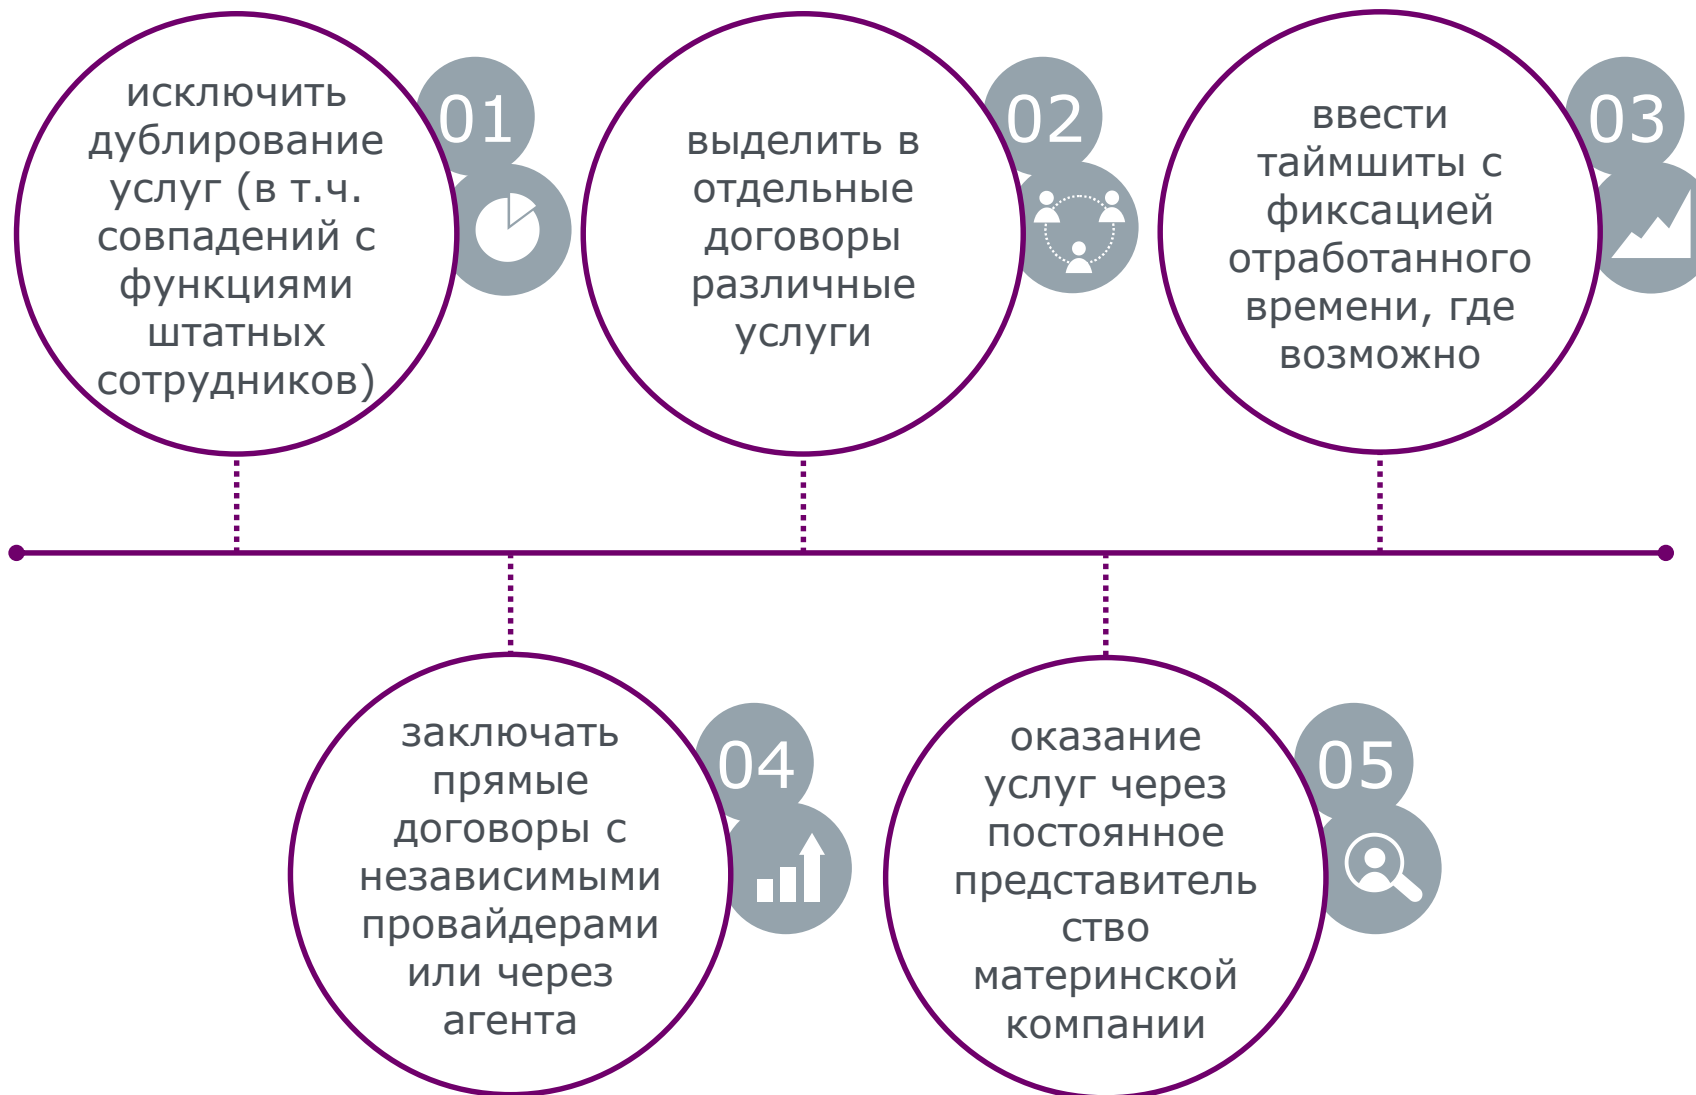 исключить
дублирование
услуг (в т.ч.
совпадений с
функциями
штатных
сотрудников)
01
выделить в
отдельные
договоры
различные
услуги
02
ввести
таймшиты с
фиксацией
отработанного
времени, где
возможно
03
заключать
прямые
договоры с
независимыми
провайдерами
или через
агента
04
оказание
услуг через
постоянное
представитель
ство
материнской
компании
05